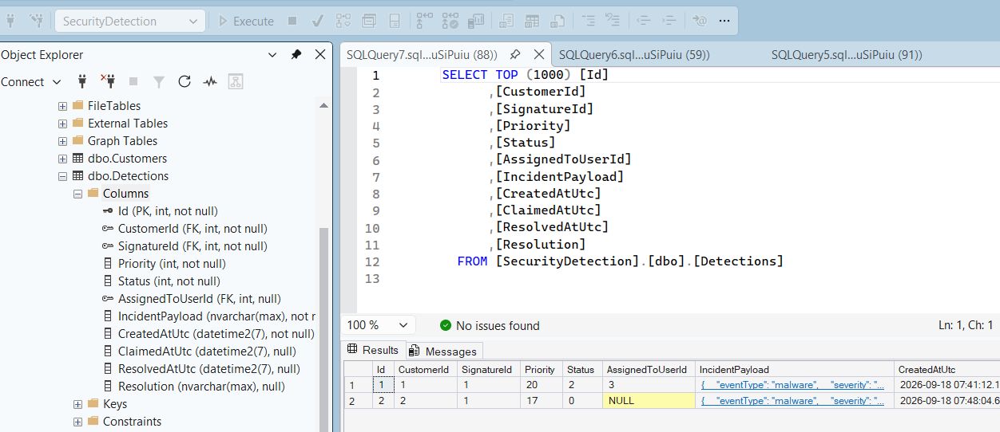 SecurityDetection
Execute
Object Explorer
Connect
FileTables
External Tables
Graph Tables
dbo.Customers
dbo.Detections
Columns
Id (PK, int, not null)
CustomerId (FK, int, not null)
SignatureId (FK, int, not null)
Priority (int, not null)
Status (int, not null)
AssignedToUserId (FK, int, null)
IncidentPayload (nvarchar(max), not r
CreatedAtUtc (datetime2(7), not null)
ClaimedAtUtc (datetime2(7), null)
ResolvedAtUtc (datetime2(7), null)
Resolution (nvarchar(max), null)
Keys
Constraints
SQLQuery7.sql...uSiPuiu (88)) SQLQuery6.sql...uSiPuiu (59)) SQLQuery5.sql...uSiPuiu (91))
1 SELECT TOP (1000) [Id]
2 ,[CustomerId]
3 ,[SignatureId]
4 ,[Priority]
5 ,[Status]
6 ,[AssignedToUserId]
7 ,[IncidentPayload]
8 ,[CreatedAtUtc]
9 ,[ClaimedAtUtc]
10 ,[ResolvedAtUtc]
11 ,[Resolution]
12 FROM [SecurityDetection].[dbo].[Detections]
13
100 % No issues found Ln: 1, Ch: 1
Results Messages
Id CustomerId SignatureId Priority Status AssignedToUserId IncidentPayload CreatedAtUtc
1 1 1 1 20 2 3 { "eventType": "malware", "severity": "... 2026-09-18 07:41:12.1
2 2 2 1 17 0 NULL { "eventType": "malware", "severity": "... 2026-09-18 07:48:04.6